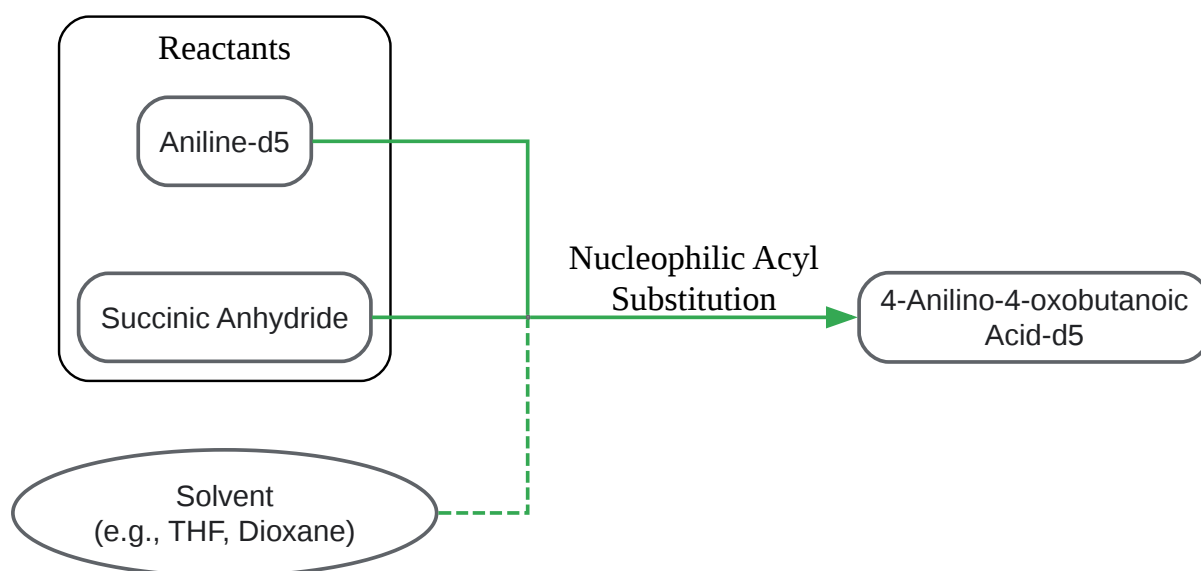 Reactants
Aniline-d5
Succinic Anhydride
Nucleophilic Acyl
Substitution
4-Anilino-4-oxobutanoic
Acid-d5
Solvent
(e.g., THF, Dioxane)